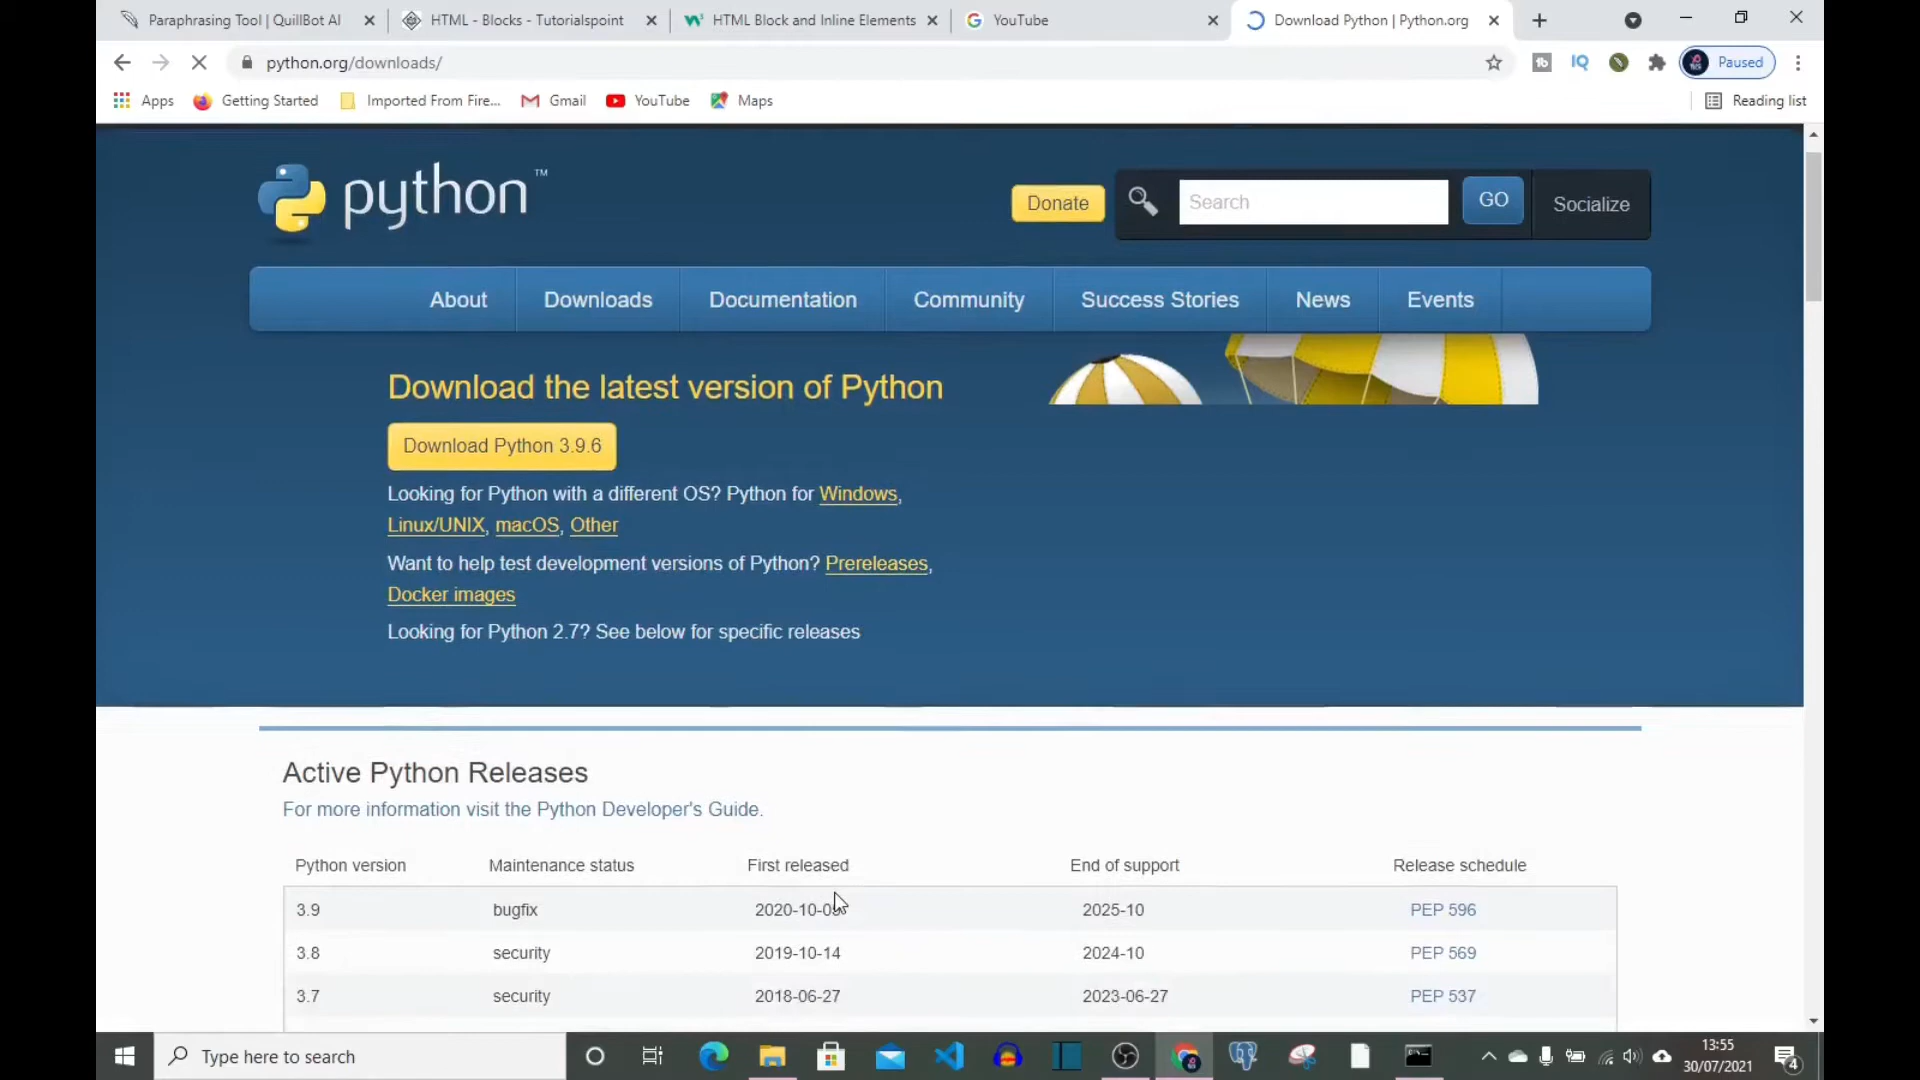 Paraphrasing Tool | QuillBot AI
HTML - Blocks - Tutorialspoint
HTML Block and Inline Elements
YouTube
Download Python | Python.org
python.org/downloads/
Paused
Apps
Getting Started
Imported From Fire...
Gmail
YouTube
Maps
Reading list
python™
Donate
Search
GO
Socialize
About
Downloads
Documentation
Community
Success Stories
News
Events
Download the latest version of Python
Download Python 3.9.6
Looking for Python with a different OS? Python for Windows,
Linux/UNIX, macOS, Other
Want to help test development versions of Python? Prereleases,
Docker images
Looking for Python 2.7? See below for specific releases
Active Python Releases
For more information visit the Python Developer's Guide.
Python version Maintenance status First released End of support Release schedule
3.9 bugfix 2020-10-05 2025-10 PEP 596
3.8 security 2019-10-14 2024-10 PEP 569
3.7 security 2018-06-27 2023-06-27 PEP 537
Type here to search
13:55
30/07/2021
4